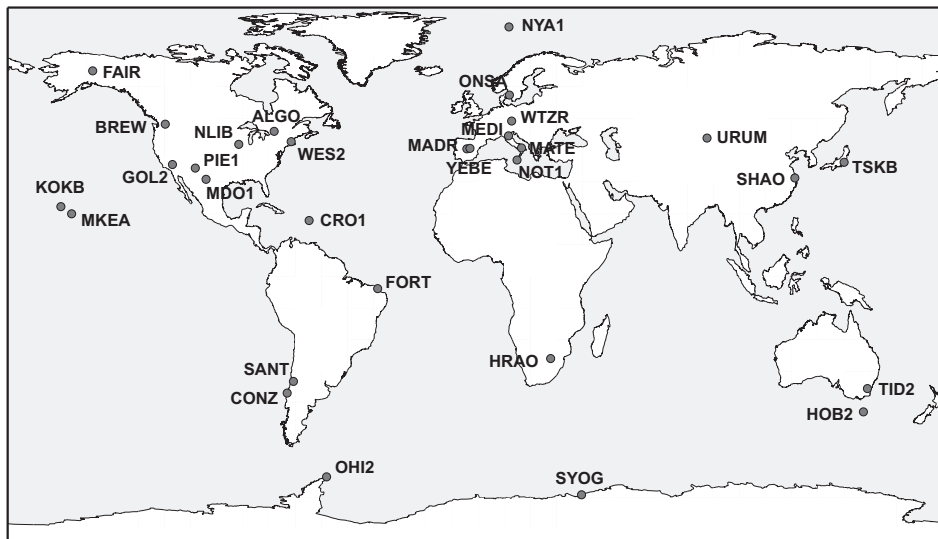 NYA1
FAIR
ONSA
ALGO
BREW
NLIB
WTZR
MEDI
URUM
WES2
MADR
MATE
PIE1
GOL2
YEBE
NOT1
TSKB
SHAO
MDO1
KOKB
MKEA
CRO1
FORT
HRAO
SANT
CONZ
TID2
HOB2
OHI2
SYOG